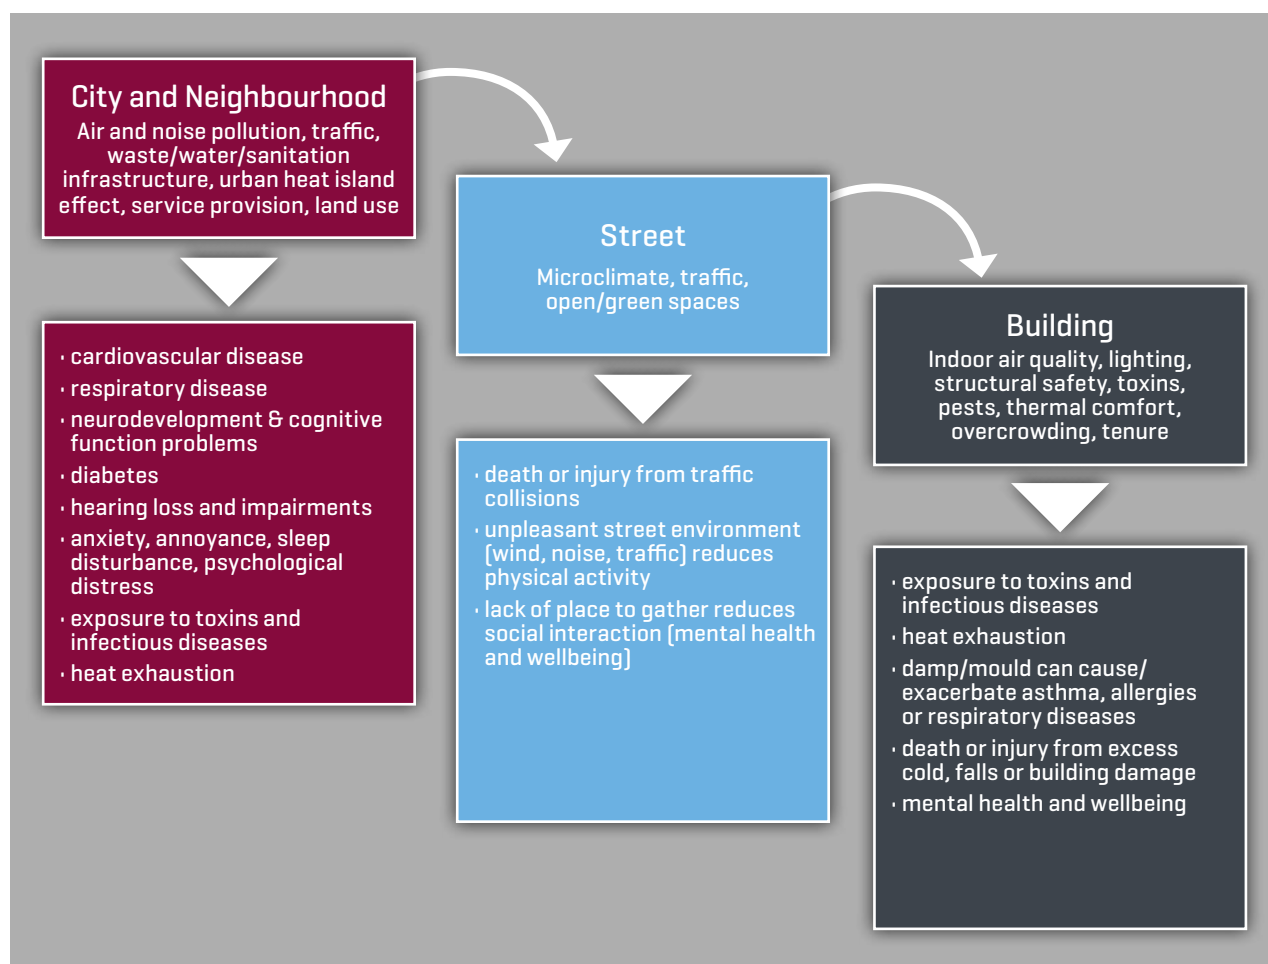 City and Neighbourhood
Air and noise pollution, traffic,
waste/water/sanitation
infrastructure, urban heat island
effect, service provision, land use
· cardiovascular disease
· respiratory disease
· neurodevelopment & cognitive
function problems
· diabetes
· hearing loss and impairments
· anxiety, annoyance, sleep
disturbance, psychological
distress
· exposure to toxins and
infectious diseases
· heat exhaustion
Street
Microclimate, traffic,
open/green spaces
· death or injury from traffic
collisions
· unpleasant street environment
(wind, noise, traffic) reduces
physical activity
· lack of place to gather reduces
social interaction (mental health
and wellbeing)
Building
Indoor air quality, lighting,
structural safety, toxins,
pests, thermal comfort,
overcrowding, tenure
· exposure to toxins and
infectious diseases
· heat exhaustion
· damp/mould can cause/
exacerbate asthma, allergies
or respiratory diseases
· death or injury from excess
cold, falls or building damage
· mental health and wellbeing